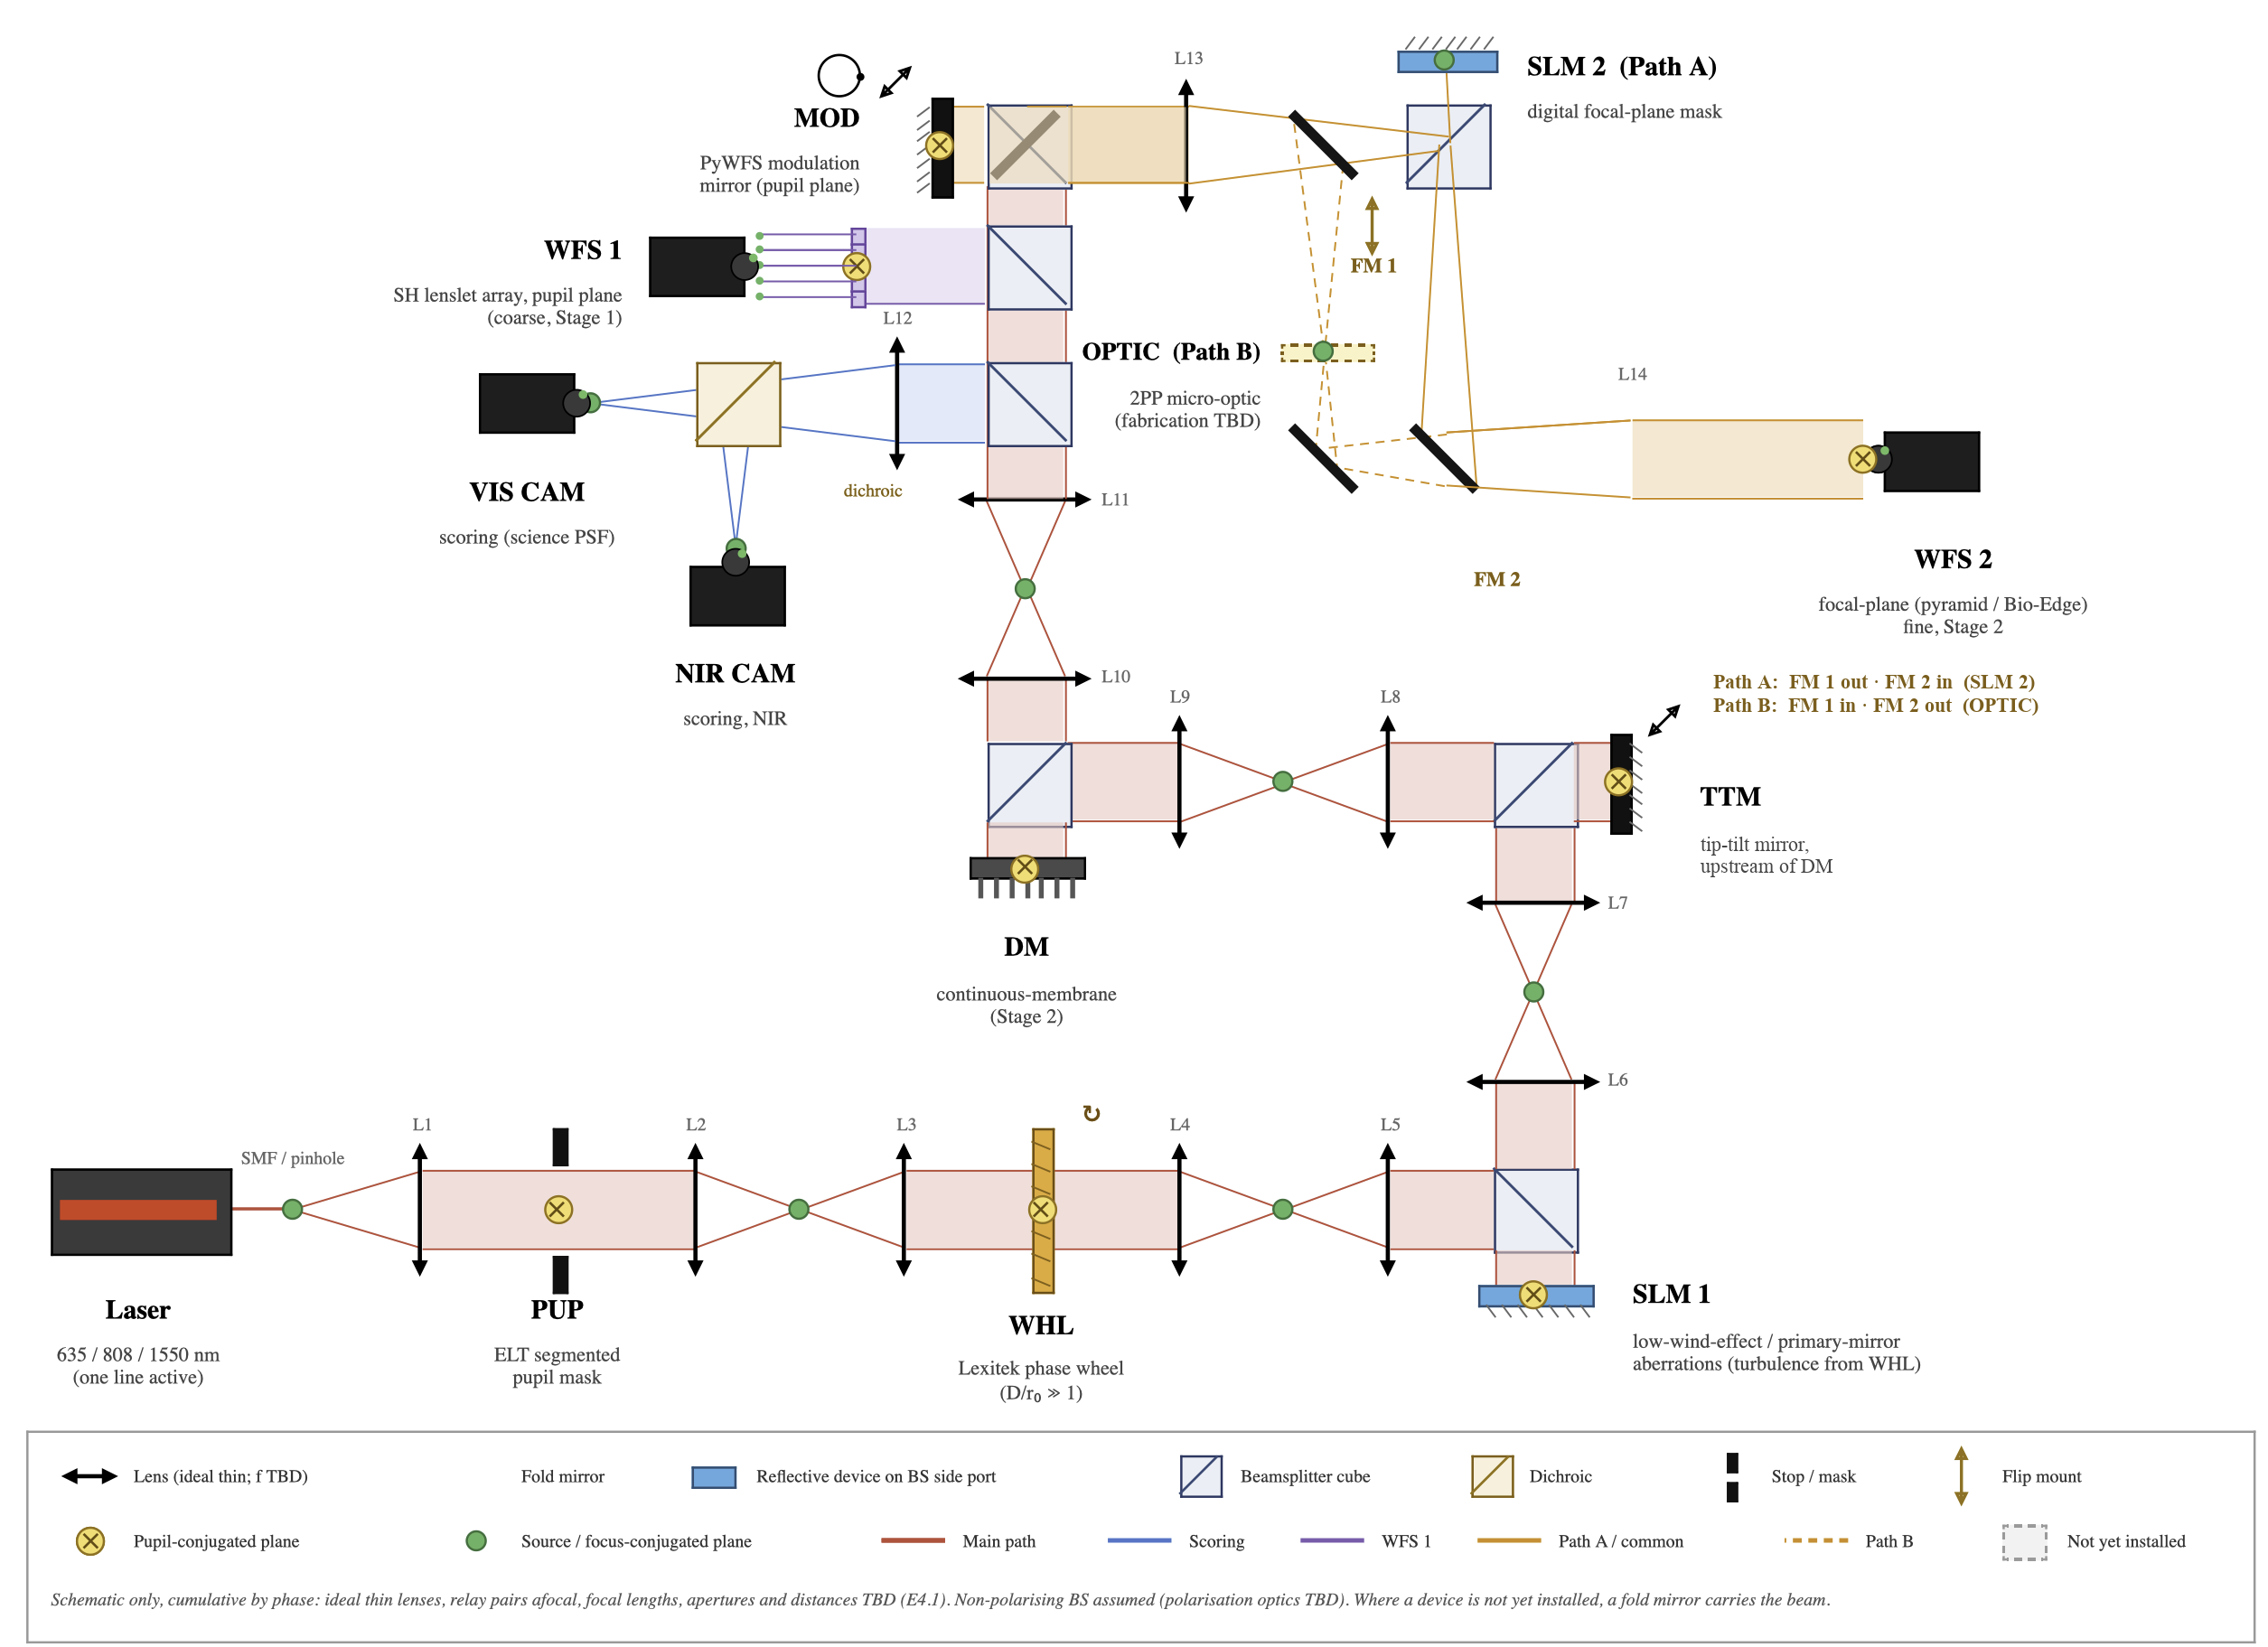 L13
SLM 2 (Path A)
digital focal-plane mask
MOD
PyWFS modulation
mirror (pupil plane)
WFS 1
SH lenslet array, pupil plane
(coarse, Stage 1)
FM 1
L12
OPTIC (Path B)
2PP micro-optic
(fabrication TBD)
L14
VIS CAM
scoring (science PSF)
dichroic
L11
WFS 2
focal-plane (pyramid / Bio-Edge)
fine, Stage 2
FM 2
NIR CAM
scoring, NIR
L10
L9
L8
Path A: FM 1 out · FM 2 in (SLM 2)
Path B: FM 1 in · FM 2 out (OPTIC)
TTM
tip-tilt mirror,
upstream of DM
L7
DM
continuous-membrane
(Stage 2)
L6
SMF / pinhole
L1
L2
L3
↻
L4
L5
Laser
635 / 808 / 1550 nm
(one line active)
PUP
ELT segmented
pupil mask
WHL
Lexitek phase wheel
(D/r₀ ≫ 1)
SLM 1
low-wind-effect / primary-mirror
aberrations (turbulence from WHL)
Lens (ideal thin; f TBD)
Fold mirror
Reflective device on BS side port
Beamsplitter cube
Dichroic
Stop / mask
Flip mount
Pupil-conjugated plane
Source / focus-conjugated plane
Main path
Scoring
WFS 1
Path A / common
Path B
Not yet installed
Schematic only, cumulative by phase: ideal thin lenses, relay pairs afocal, focal lengths, apertures and distances TBD (E4.1). Non-polarising BS assumed (polarisation optics TBD). Where a device is not yet installed, a fold mirror carries the beam.